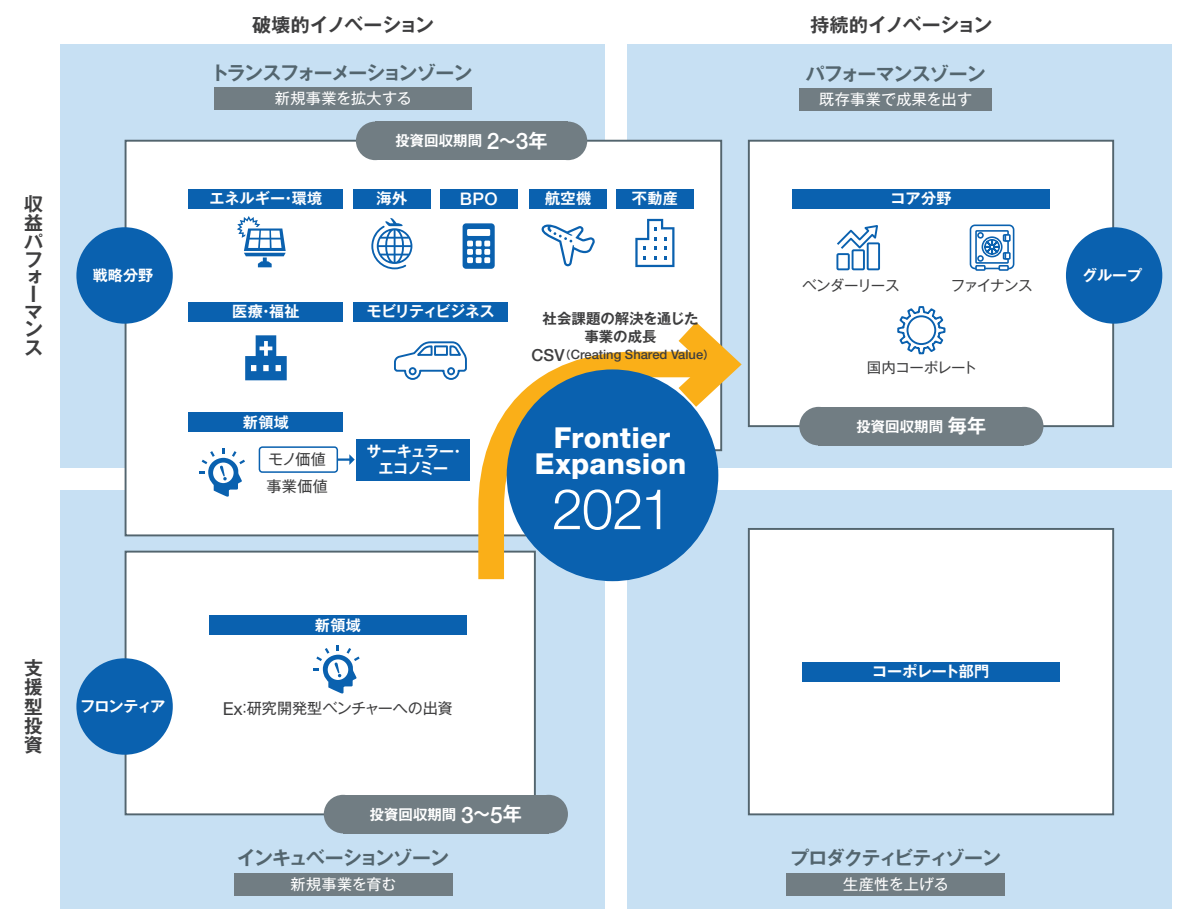 破壊的イノベーション
持続的イノベーション
収益パフォーマンス
支援型投資
トランスフォーメーションゾーン
新規事業を拡大する
投資回収期間 2〜3年
戦略分野
エネルギー・環境
海外
BPO
航空機
不動産
医療・福祉
モビリティビジネス
社会課題の解決を通じた
事業の成長
CSV(Creating Shared Value)
新領域
モノ価値
事業価値
サーキュラー・
エコノミー
Frontier
Expansion
2021
パフォーマンスゾーン
既存事業で成果を出す
コア分野
ベンダーリース
ファイナンス
国内コーポレート
グループ
投資回収期間 毎年
新領域
フロンティア
Ex:研究開発型ベンチャーへの出資
投資回収期間 3〜5年
インキュベーションゾーン
新規事業を育む
コーポレート部門
プロダクティビティゾーン
生産性を上げる